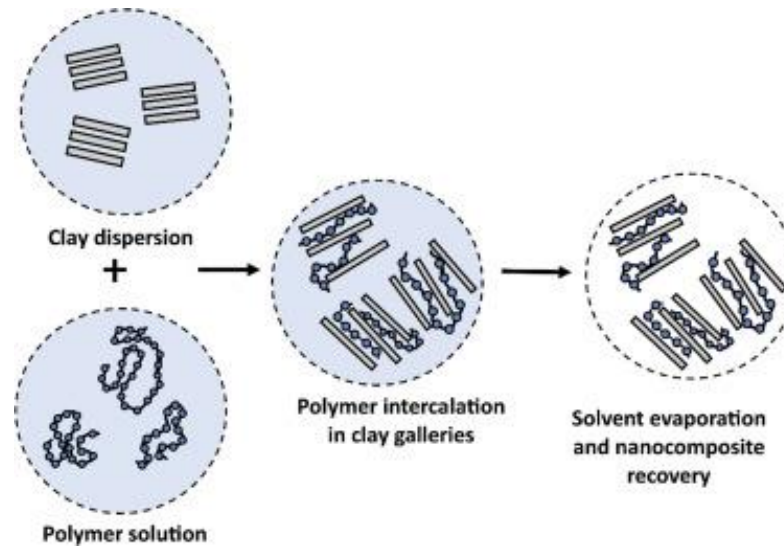 Clay dispersion
+
Polymer solution
Polymer intercalation
in clay galleries
Solvent evaporation
and nanocomposite
recovery